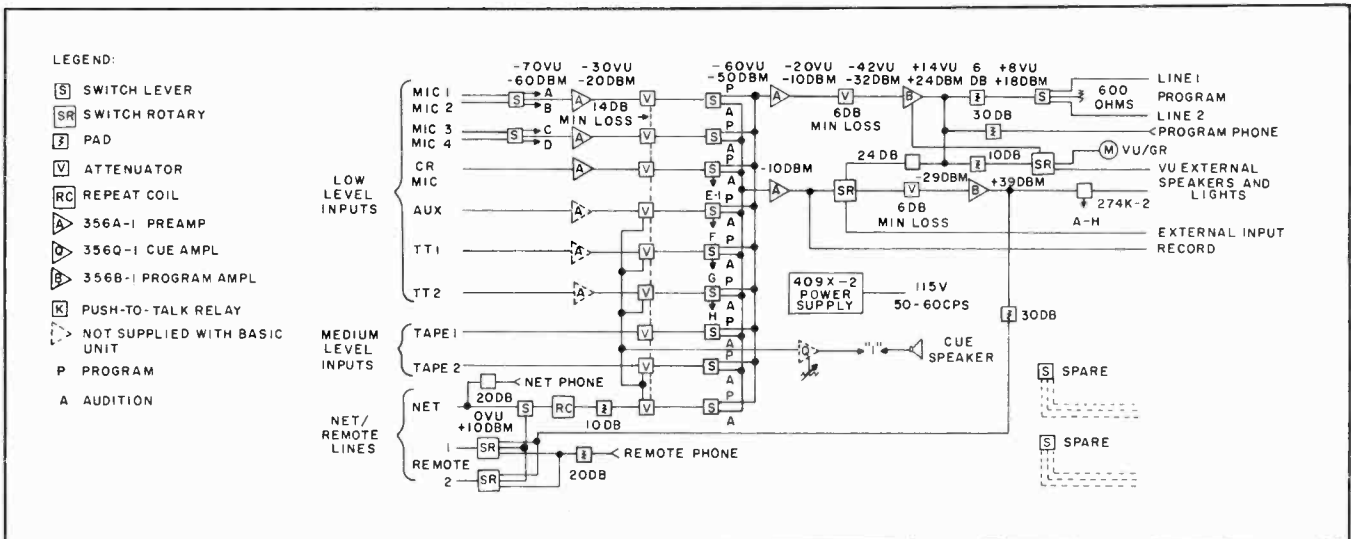 LEGEND:
S SWITCH LEVER
SR SWITCH ROTARY
PAD
V ATTENUATOR
RC REPEAT COIL
A 356A-1 PREAMP
Q 356Q-1 CUE AMPL
B 356B-1 PROGRAM AMPL
K PUSH-TO-TALK RELAY
NOT SUPPLIED WITH BASIC
UNIT
P PROGRAM
A AUDITION
LOW
LEVEL
INPUTS
MIC 1
MIC 2
MIC 3
MIC 4
CR
MIC
AUX
TT1
TT2
MEDIUM
LEVEL
INPUTS
TAPE 1
TAPE 2
NET/
REMOTE
LINES
NET
1
REMOTE
2
-70VU
-60DBM
-30VU
-20DBM
-60VU
-50DBM
-20VU
-10DBM
-42VU
-32DBM
+14VU
+24DBM
6
DB
+8VU
+18DBM
S
A
B
A
14DB
MIN LOSS
V
S
P
A
A
V
6DB
MIN LOSS
B
30DB
S
600
OHMS
LINE 1
PROGRAM
LINE 2
PROGRAM PHONE
S
C
D
A
V
S
P
A
24DB
10DB
SR
M VU/GR
VU EXTERNAL
SPEAKERS AND
LIGHTS
A
V
S
P
A
E-1
-10DBM
A
SR
V
-29DBM
6DB
MIN LOSS
B
+39DBM
274K-2
A-H
EXTERNAL INPUT
RECORD
A
V
S
P
A
F
A
V
S
P
A
G
A
V
S
P
A
H
409X-2
POWER
SUPPLY
115V
50-60CPS
30DB
V
S
P
A
V
S
P
A
Q
"I"
CUE
SPEAKER
20DB
NET PHONE
0VU
+10DBM
S
RC
10DB
V
S
P
A
SR
SR
20DB
REMOTE PHONE
S SPARE
S SPARE